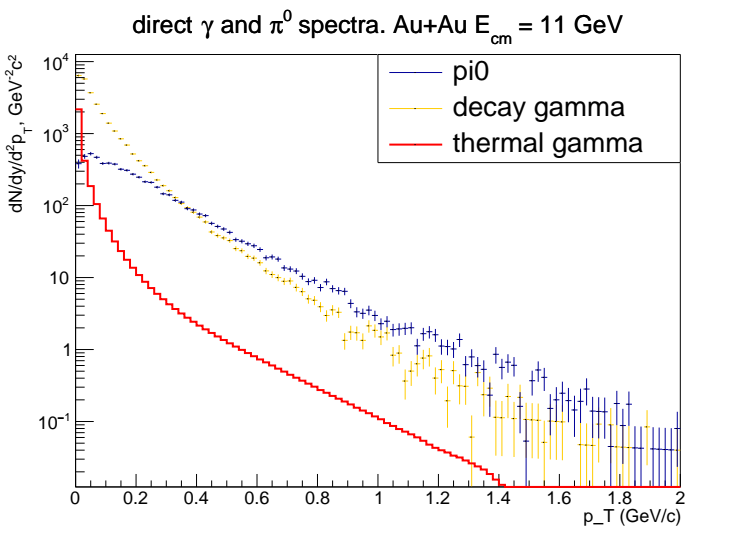 direct γ and π⁰ spectra. Au+Au E_cm = 11 GeV
dN/dy/d²p_T, GeV⁻²c²
10⁴
10³
10²
10
1
10⁻¹
pi0
decay gamma
thermal gamma
0 0.2 0.4 0.6 0.8 1 1.2 1.4 1.6 1.8 2
p_T (GeV/c)